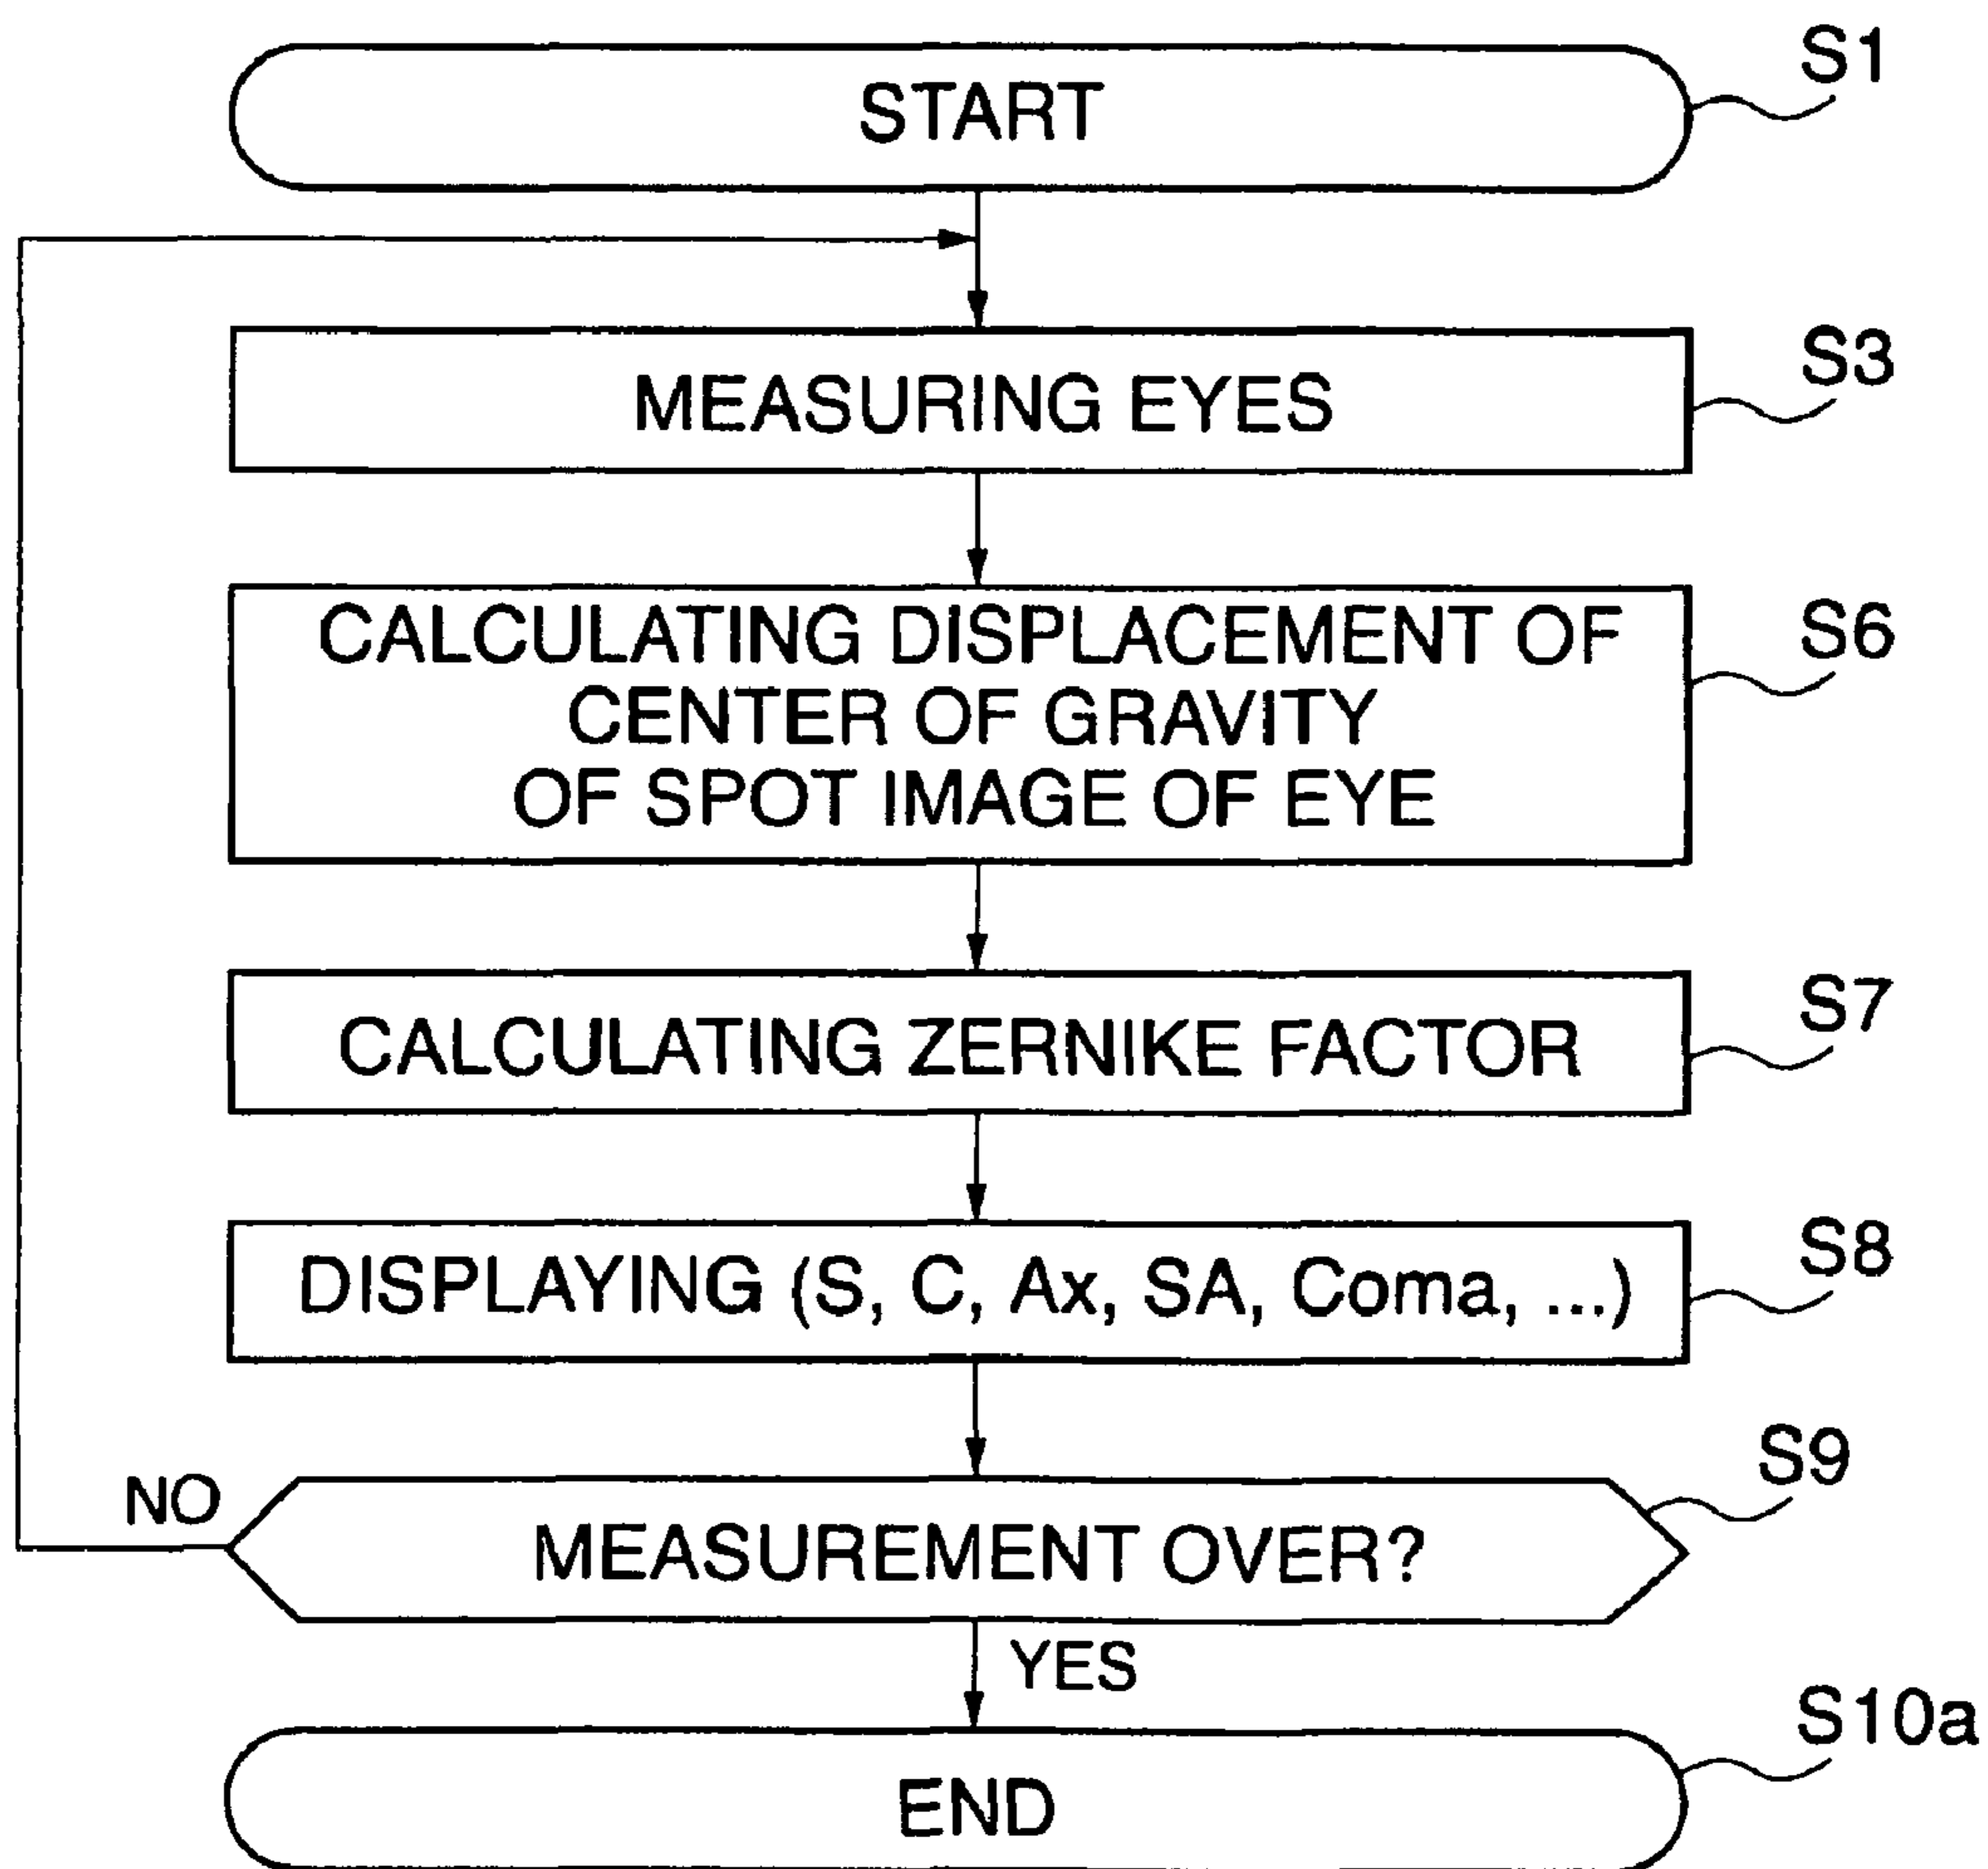 START
S1
MEASURING EYES
S3
CALCULATING DISPLACEMENT OF
CENTER OF GRAVITY
OF SPOT IMAGE OF EYE
S6
CALCULATING ZERNIKE FACTOR
S7
DISPLAYING (S, C, Ax, SA, Coma, ...)
S8
NO
MEASUREMENT OVER?
S9
YES
END
S10a